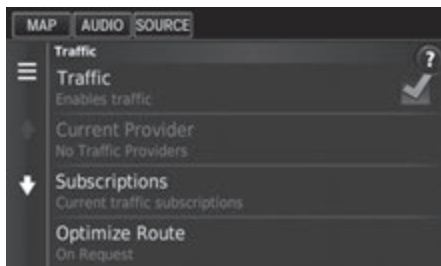 MAP AUDIO SOURCE
Traffic
?
Traffic
Enables traffic
Current Provider
No Traffic Providers
Subscriptions
Current traffic subscriptions
Optimize Route
On Request